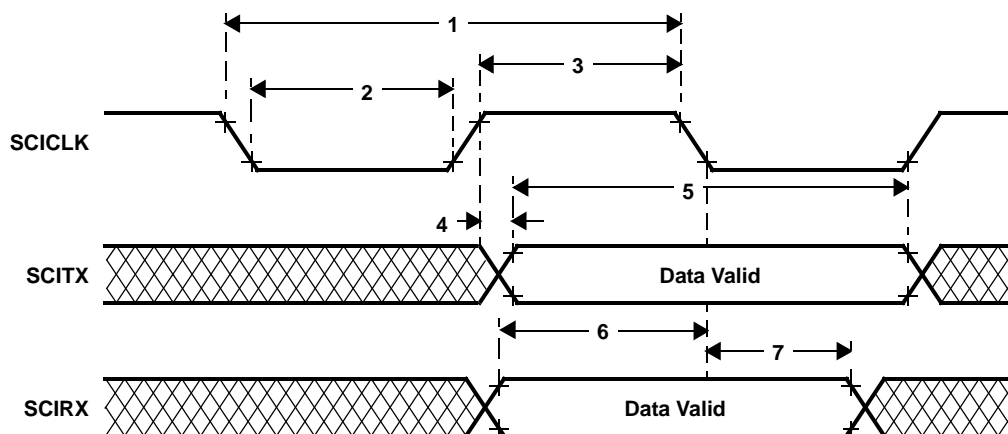 1
2
3
SCICLK
4
5
SCITX
Data Valid
6
7
SCIRX
Data Valid